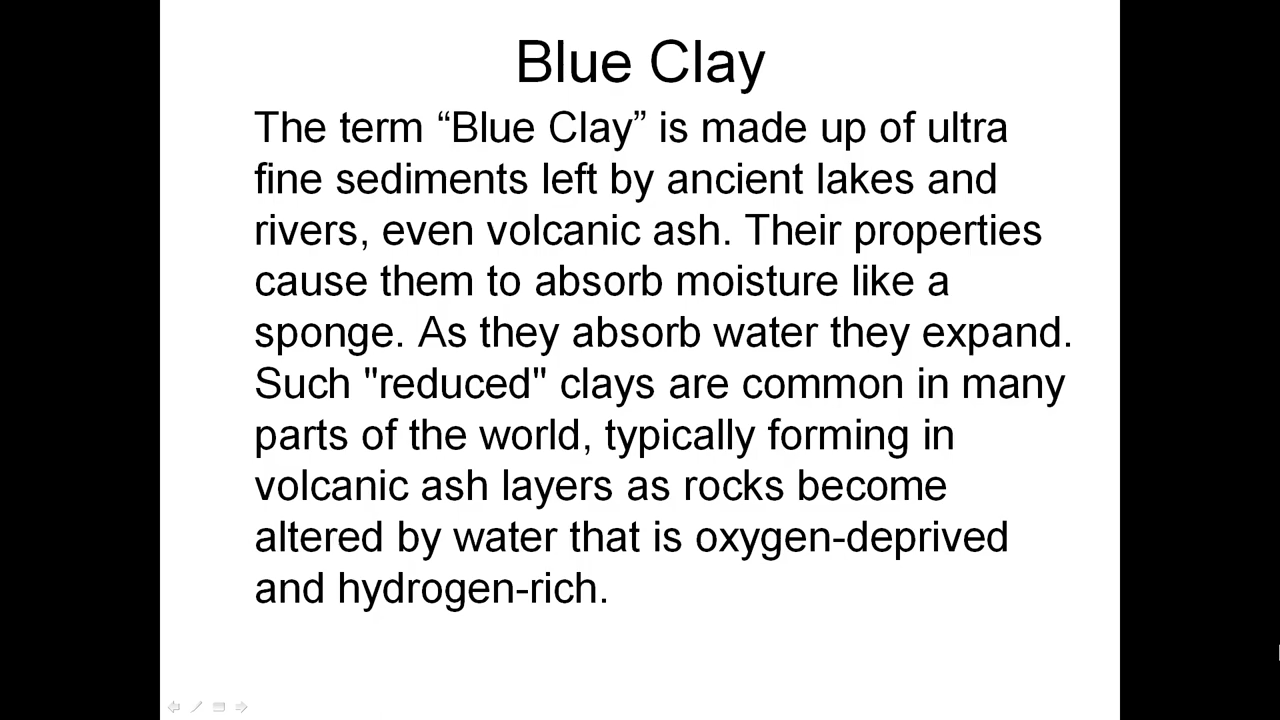 Blue Clay
The term “Blue Clay” is made up of ultra
fine sediments left by ancient lakes and
rivers, even volcanic ash. Their properties
cause them to absorb moisture like a
sponge. As they absorb water they expand.
Such "reduced" clays are common in many
parts of the world, typically forming in
volcanic ash layers as rocks become
altered by water that is oxygen-deprived
and hydrogen-rich.